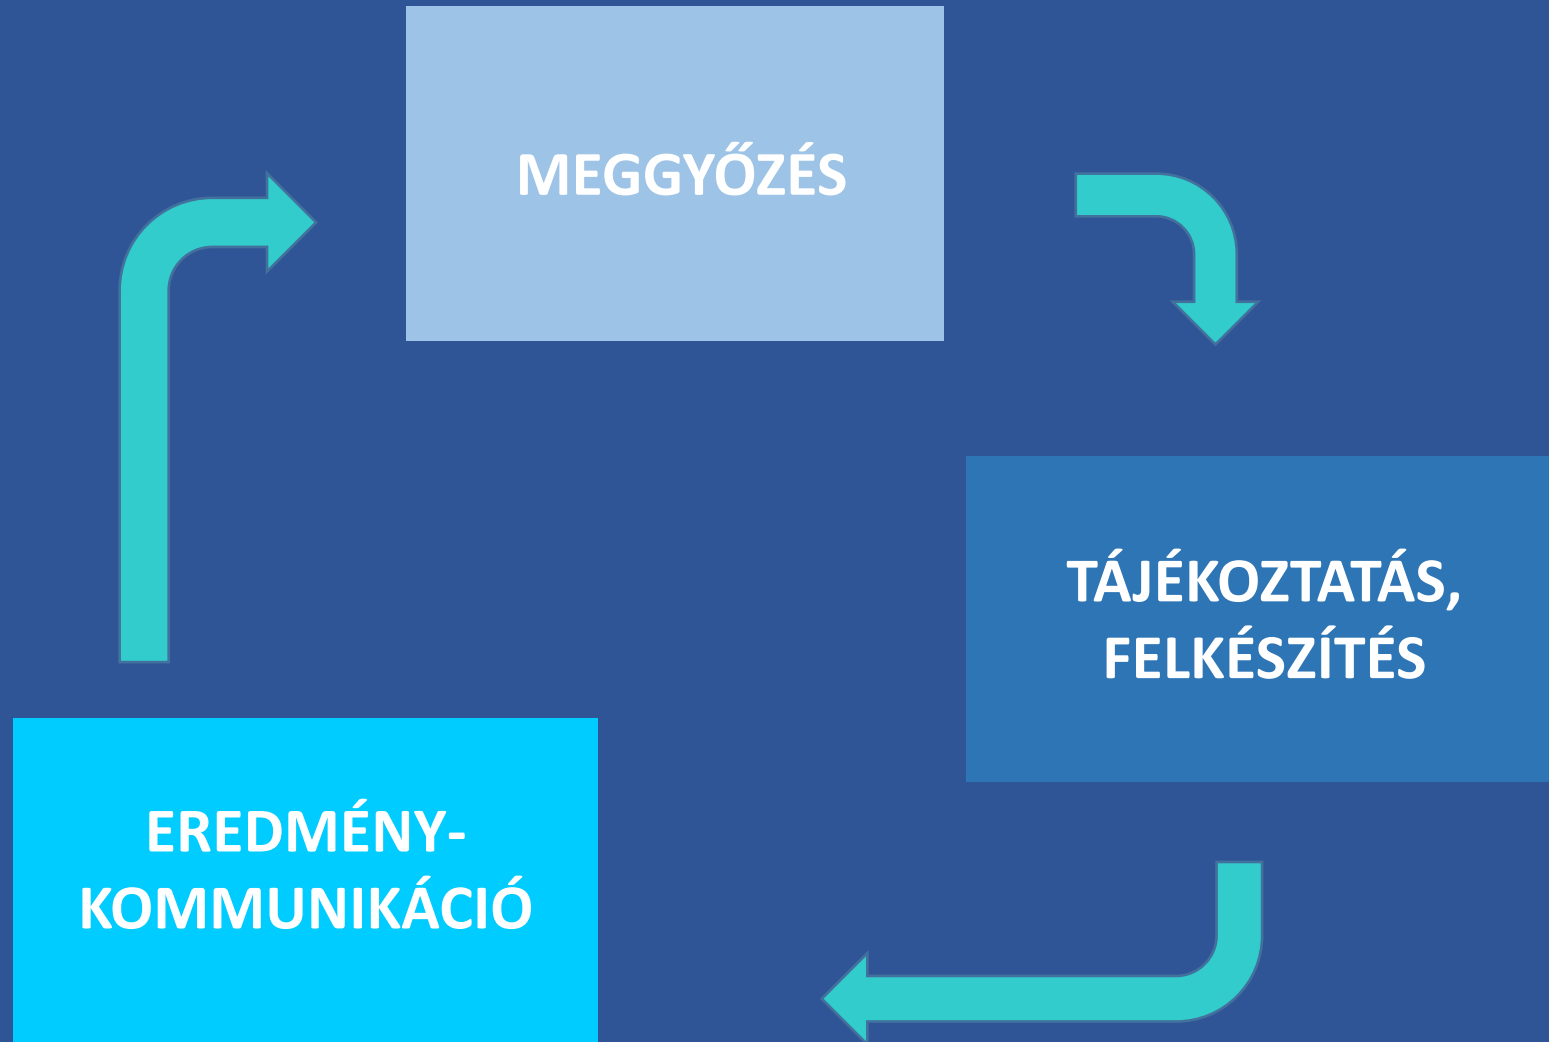 MEGGYŐZÉS
TÁJÉKOZTATÁS,
FELKÉSZÍTÉS
EREDMÉNY-
KOMMUNIKÁCIÓ